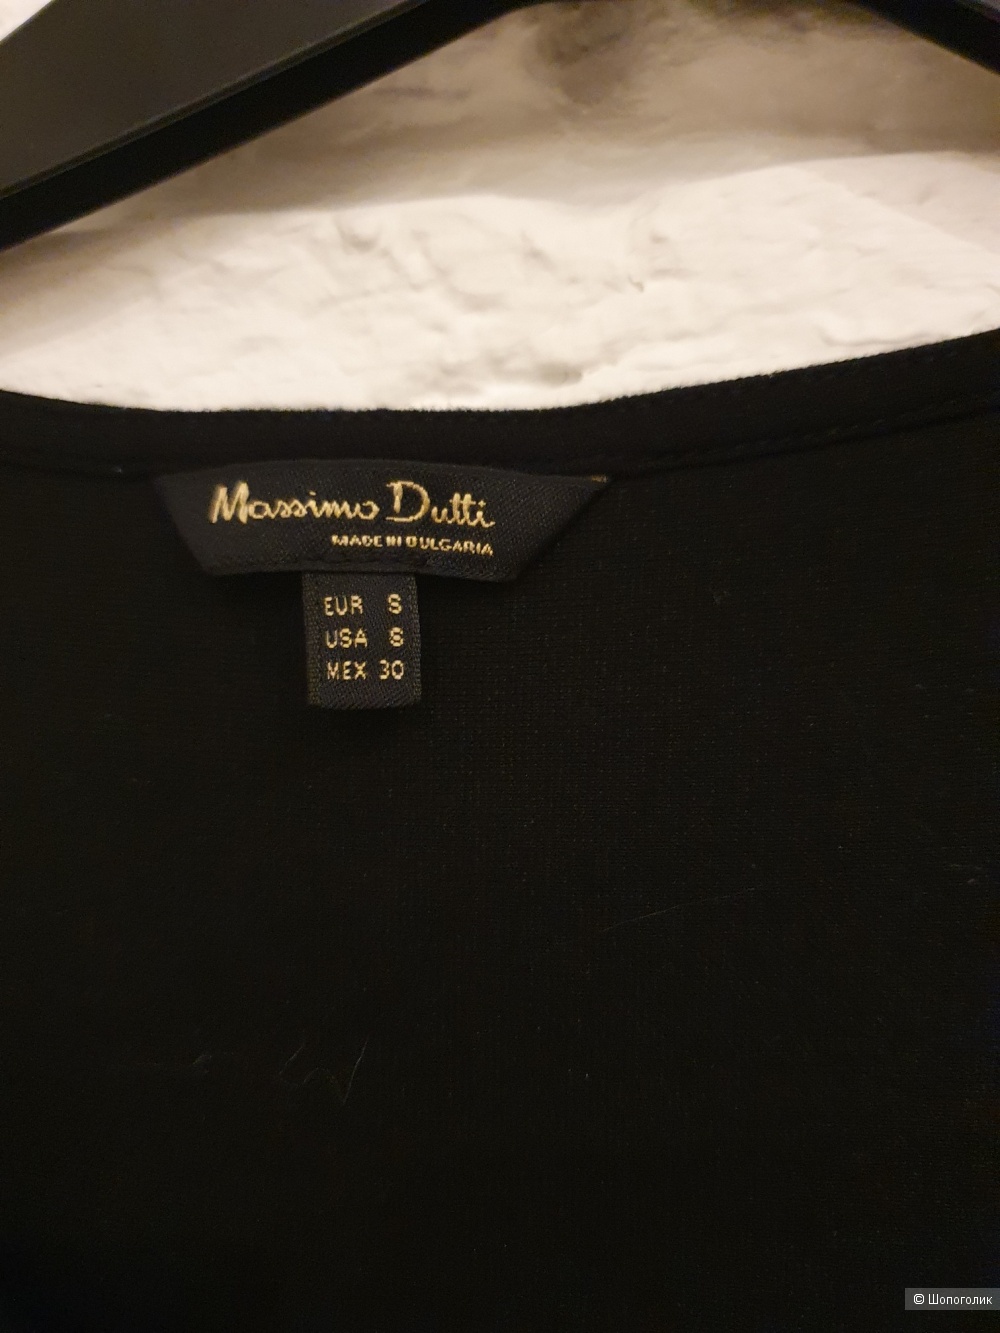 Massimo Dutti
MADE IN BULGARIA
EUR S
USA S
MEX 30
© Шопоголик